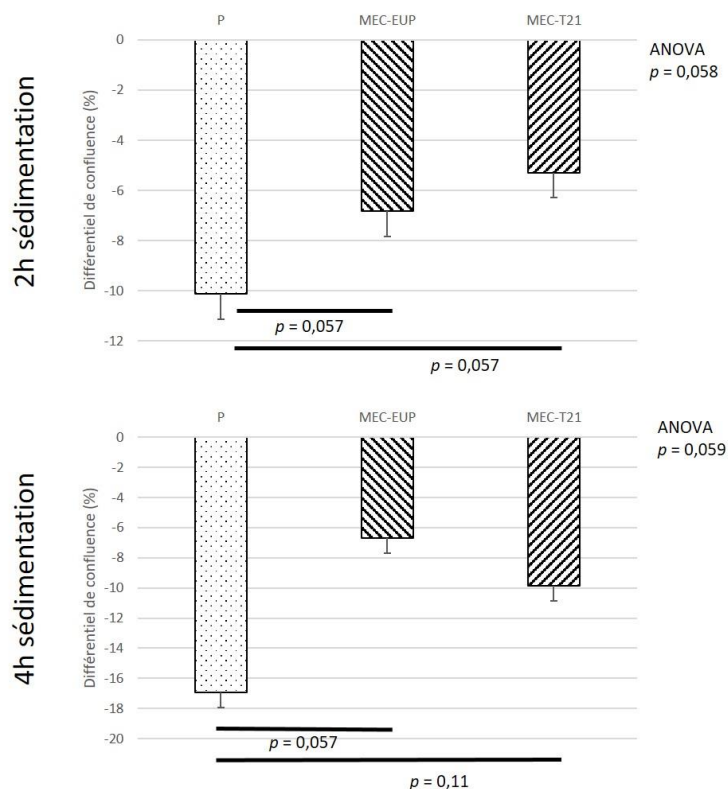 2h sédimentation
P MEC-EUP MEC-T21
ANOVA
p = 0,058
Différentiel de confluence (%)
0
-2
-4
-6
-8
-10
-12
p = 0,057
p = 0,057
4h sédimentation
P MEC-EUP MEC-T21
ANOVA
p = 0,059
Différentiel de confluence (%)
0
-2
-4
-6
-8
-10
-12
-14
-16
-18
-20
p = 0,057
p = 0,11